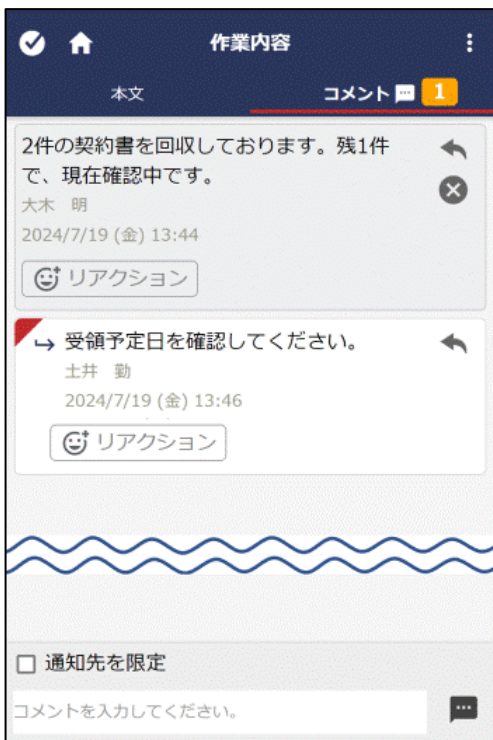 作業内容
本文
コメント 1
2件の契約書を回収しております。残1件
で、現在確認中です。
大木　明
2024/7/19 (金) 13:44
リアクション
受領予定日を確認してください。
土井　勤
2024/7/19 (金) 13:46
リアクション
通知先を限定
コメントを入力してください。